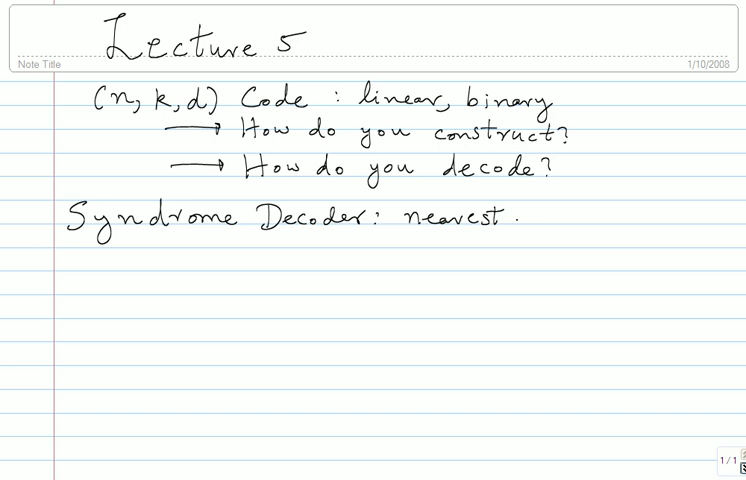 Lecture 5
Note Title
1/10/2008
(n, k, d) Code : linear, binary
→ How do you construct?
→ How do you decode?
Syndrome Decoder: nearest .
1/1